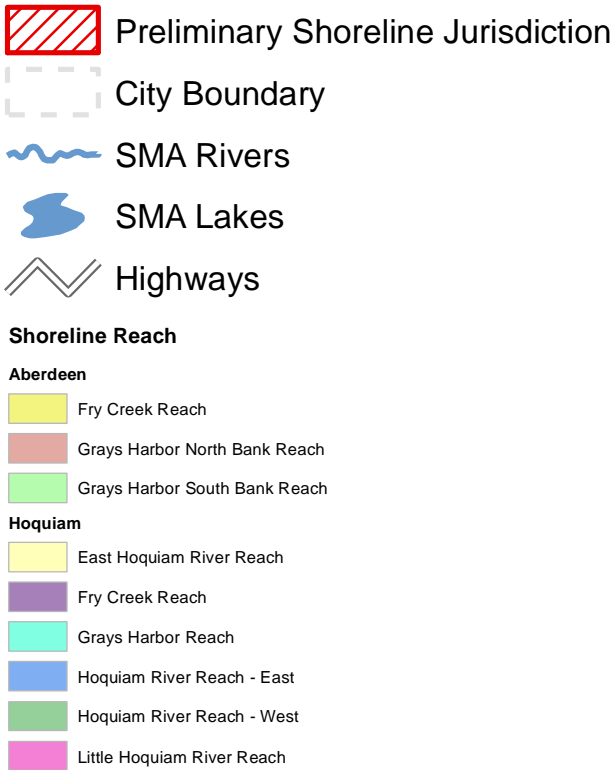 Preliminary Shoreline Jurisdiction
City Boundary
SMA Rivers
SMA Lakes
Highways
Shoreline Reach
Aberdeen
Fry Creek Reach
Grays Harbor North Bank Reach
Grays Harbor South Bank Reach
Hoquiam
East Hoquiam River Reach
Fry Creek Reach
Grays Harbor Reach
Hoquiam River Reach - East
Hoquiam River Reach - West
Little Hoquiam River Reach